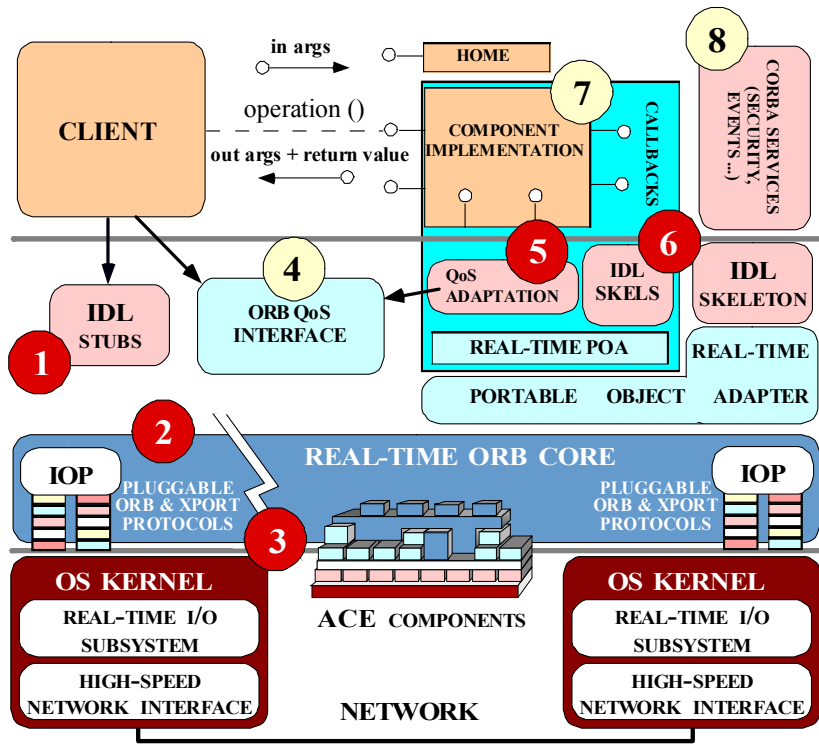 in args
HOME
8
CORBA SERVICES
(SECURITY,
EVENTS ...)
7
CLIENT
operation ()
out args + return value
COMPONENT
IMPLEMENTATION
CALLBACKS
1
IDL
STUBS
4
ORB QoS
INTERFACE
5
QoS
ADAPTATION
6
IDL
SKELS
IDL
SKELETON
REAL-TIME POA
REAL-TIME
PORTABLE OBJECT ADAPTER
2
REAL-TIME ORB CORE
IOP
PLUGGABLE
ORB & XPORT
PROTOCOLS
3
IOP
PLUGGABLE
ORB & XPORT
PROTOCOLS
OS KERNEL
REAL-TIME I/O
SUBSYSTEM
HIGH-SPEED
NETWORK INTERFACE
ACE COMPONENTS
NETWORK
OS KERNEL
REAL-TIME I/O
SUBSYSTEM
HIGH-SPEED
NETWORK INTERFACE